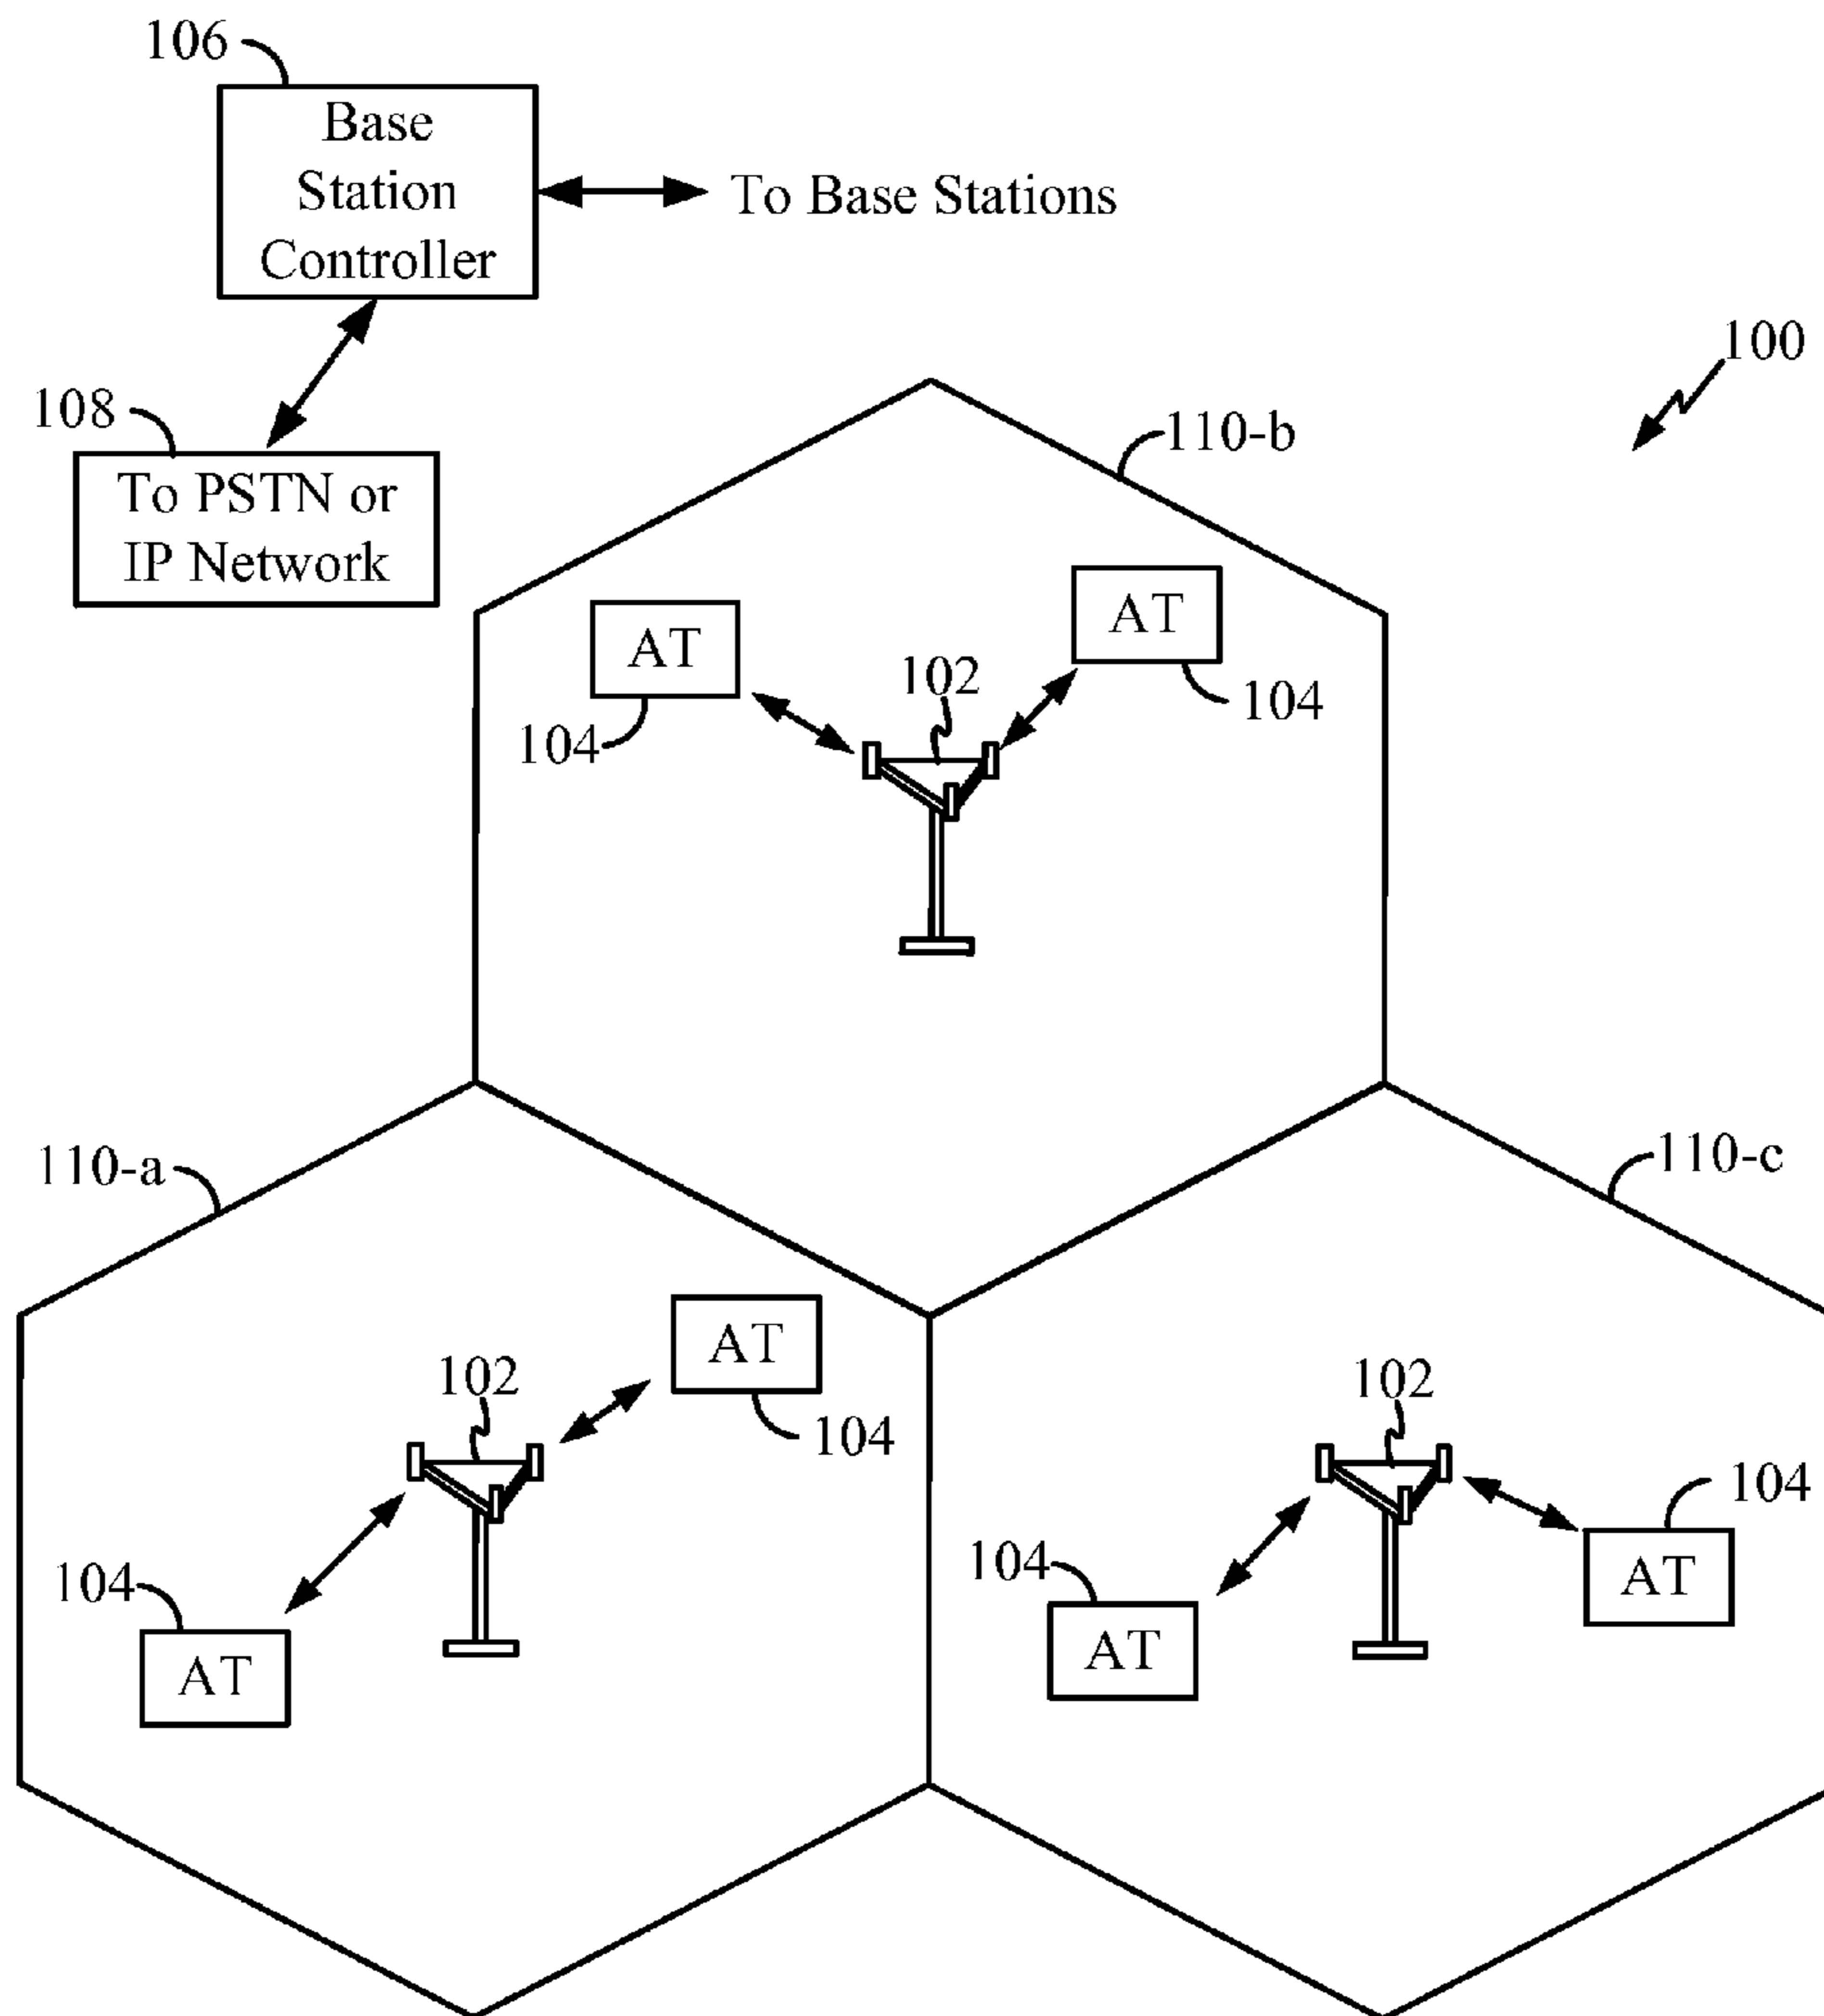 106
Base
Station
Controller
To Base Stations
100
108
To PSTN or
IP Network
110-b
AT
AT
102
104
104
110-a
110-c
AT
102
104
102
104
AT
104
AT
104
AT